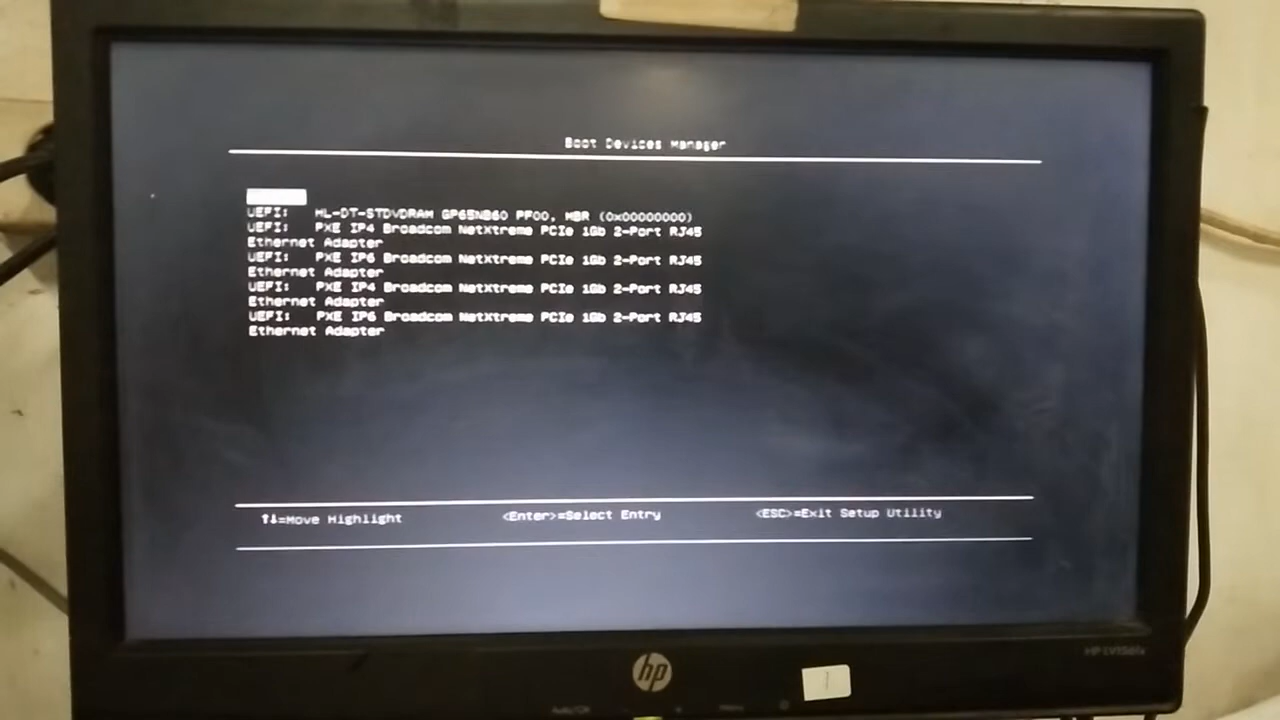 Boot Devices Manager
UEFI: HL-DT-STDVDRAM GP65NB60 PF00, MBR (0x00000000)
UEFI: PXE IP4 Broadcom NetXtreme PCIe 1Gb 2-Port RJ45
Ethernet Adapter
UEFI: PXE IP6 Broadcom NetXtreme PCIe 1Gb 2-Port RJ45
Ethernet Adapter
UEFI: PXE IP4 Broadcom NetXtreme PCIe 1Gb 2-Port RJ45
Ethernet Adapter
UEFI: PXE IP6 Broadcom NetXtreme PCIe 1Gb 2-Port RJ45
Ethernet Adapter
↑↓=Move Highlight <Enter>=Select Entry <ESC>=Exit Setup Utility
hp
1